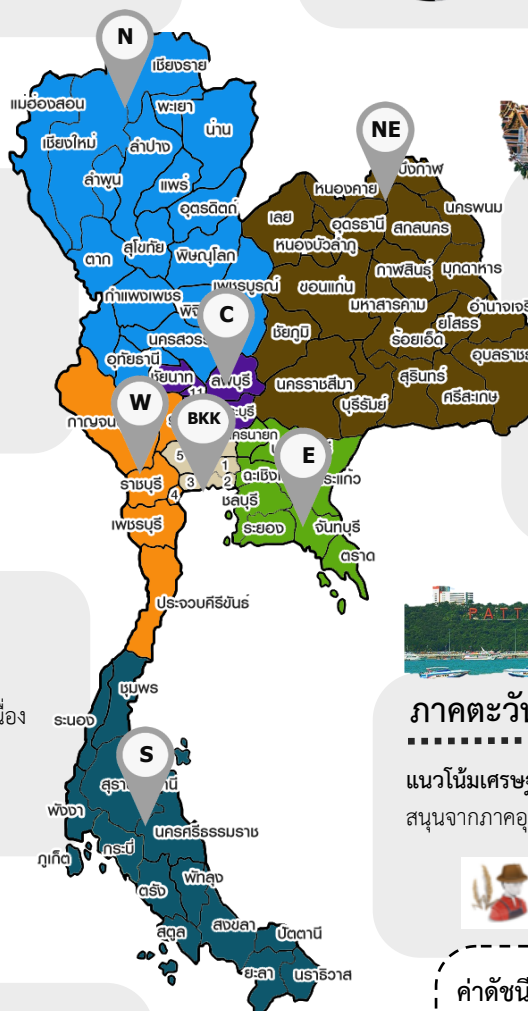 N
เชียงราย
แม่ฮ่องสอน
พะเยา
น่าน
เชียงใหม่
ลำปาง
ลำพูน
แพร่
อุตรดิตถ์
ตาก
สุโขทัย
พิษณุโลก
กำแพงเพชร
เพชรบูรณ์
นครสวรร
อุทัยธานี
NE
บึงกาฬ
หนองคาย
เลย
อุดรธานี
สกลนคร
นครพนม
หนองบัวลำภู
กาฬสินธุ์
มุกดาหาร
ขอนแก่น
มหาสารคาม
อำนาจเจริ
ยโสธร
ชัยภูมิ
ร้อยเอ็ด
อุบลราช
นครราชสีมา
สุรินทร์
ศรีสะเกษ
บุรีรัมย์
C
ชัยนาท
ลพบุรี
11
W
BKK
E
กาญจน
5
1
3
2
4
ราชบุรี
เพชรบุรี
ประจวบคีรีขันธ์
ฉะเชิงเ
ระแก้ว
ชลบุรี
ระยอง
จันทบุรี
ตราด
PATT
ชุมพร
ระนอง
S
พังงา
นครศรีธรรมราช
ภูเก็ต
กระบี่
ตรัง
พัทลุง
สตูล
สงขลา
ปัตตานี
ยะลา
นราธิวาส
ภาคตะวั
แนวโน้มเศรษ
สนุนจากภาคอุ
ค่าดัชนี